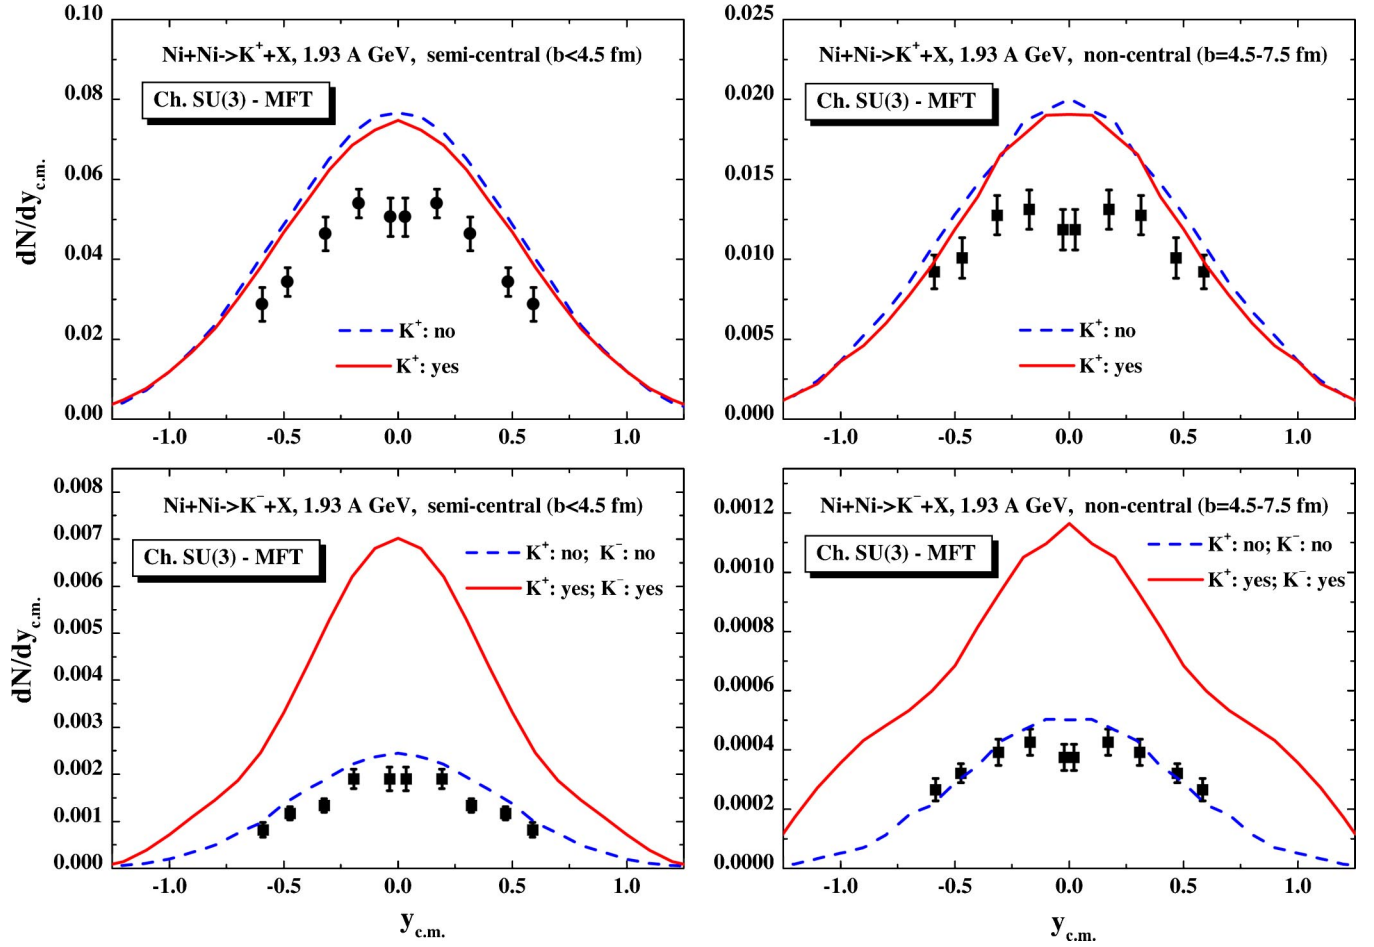 Ni+Ni->K⁺+X, 1.93 A GeV, semi-central (b<4.5 fm)
Ch. SU(3) - MFT
K⁺: no
K⁺: yes
dN/dy_c.m.
0.10
0.08
0.06
0.04
0.02
0.00
-1.0 -0.5 0.0 0.5 1.0
Ni+Ni->K⁺+X, 1.93 A GeV, non-central (b=4.5-7.5 fm)
Ch. SU(3) - MFT
K⁺: no
K⁺: yes
0.025
0.020
0.015
0.010
0.005
0.000
-1.0 -0.5 0.0 0.5 1.0
Ni+Ni->K⁻+X, 1.93 A GeV, semi-central (b<4.5 fm)
Ch. SU(3) - MFT
K⁺: no; K⁻: no
K⁺: yes; K⁻: yes
dN/dy_c.m.
0.008
0.007
0.006
0.005
0.004
0.003
0.002
0.001
0.000
-1.0 -0.5 0.0 0.5 1.0
y_c.m.
Ni+Ni->K⁻+X, 1.93 A GeV, non-central (b=4.5-7.5 fm)
Ch. SU(3) - MFT
K⁺: no; K⁻: no
K⁺: yes; K⁻: yes
0.0012
0.0010
0.0008
0.0006
0.0004
0.0002
0.00000
-1.0 -0.5 0.0 0.5 1.0
y_c.m.